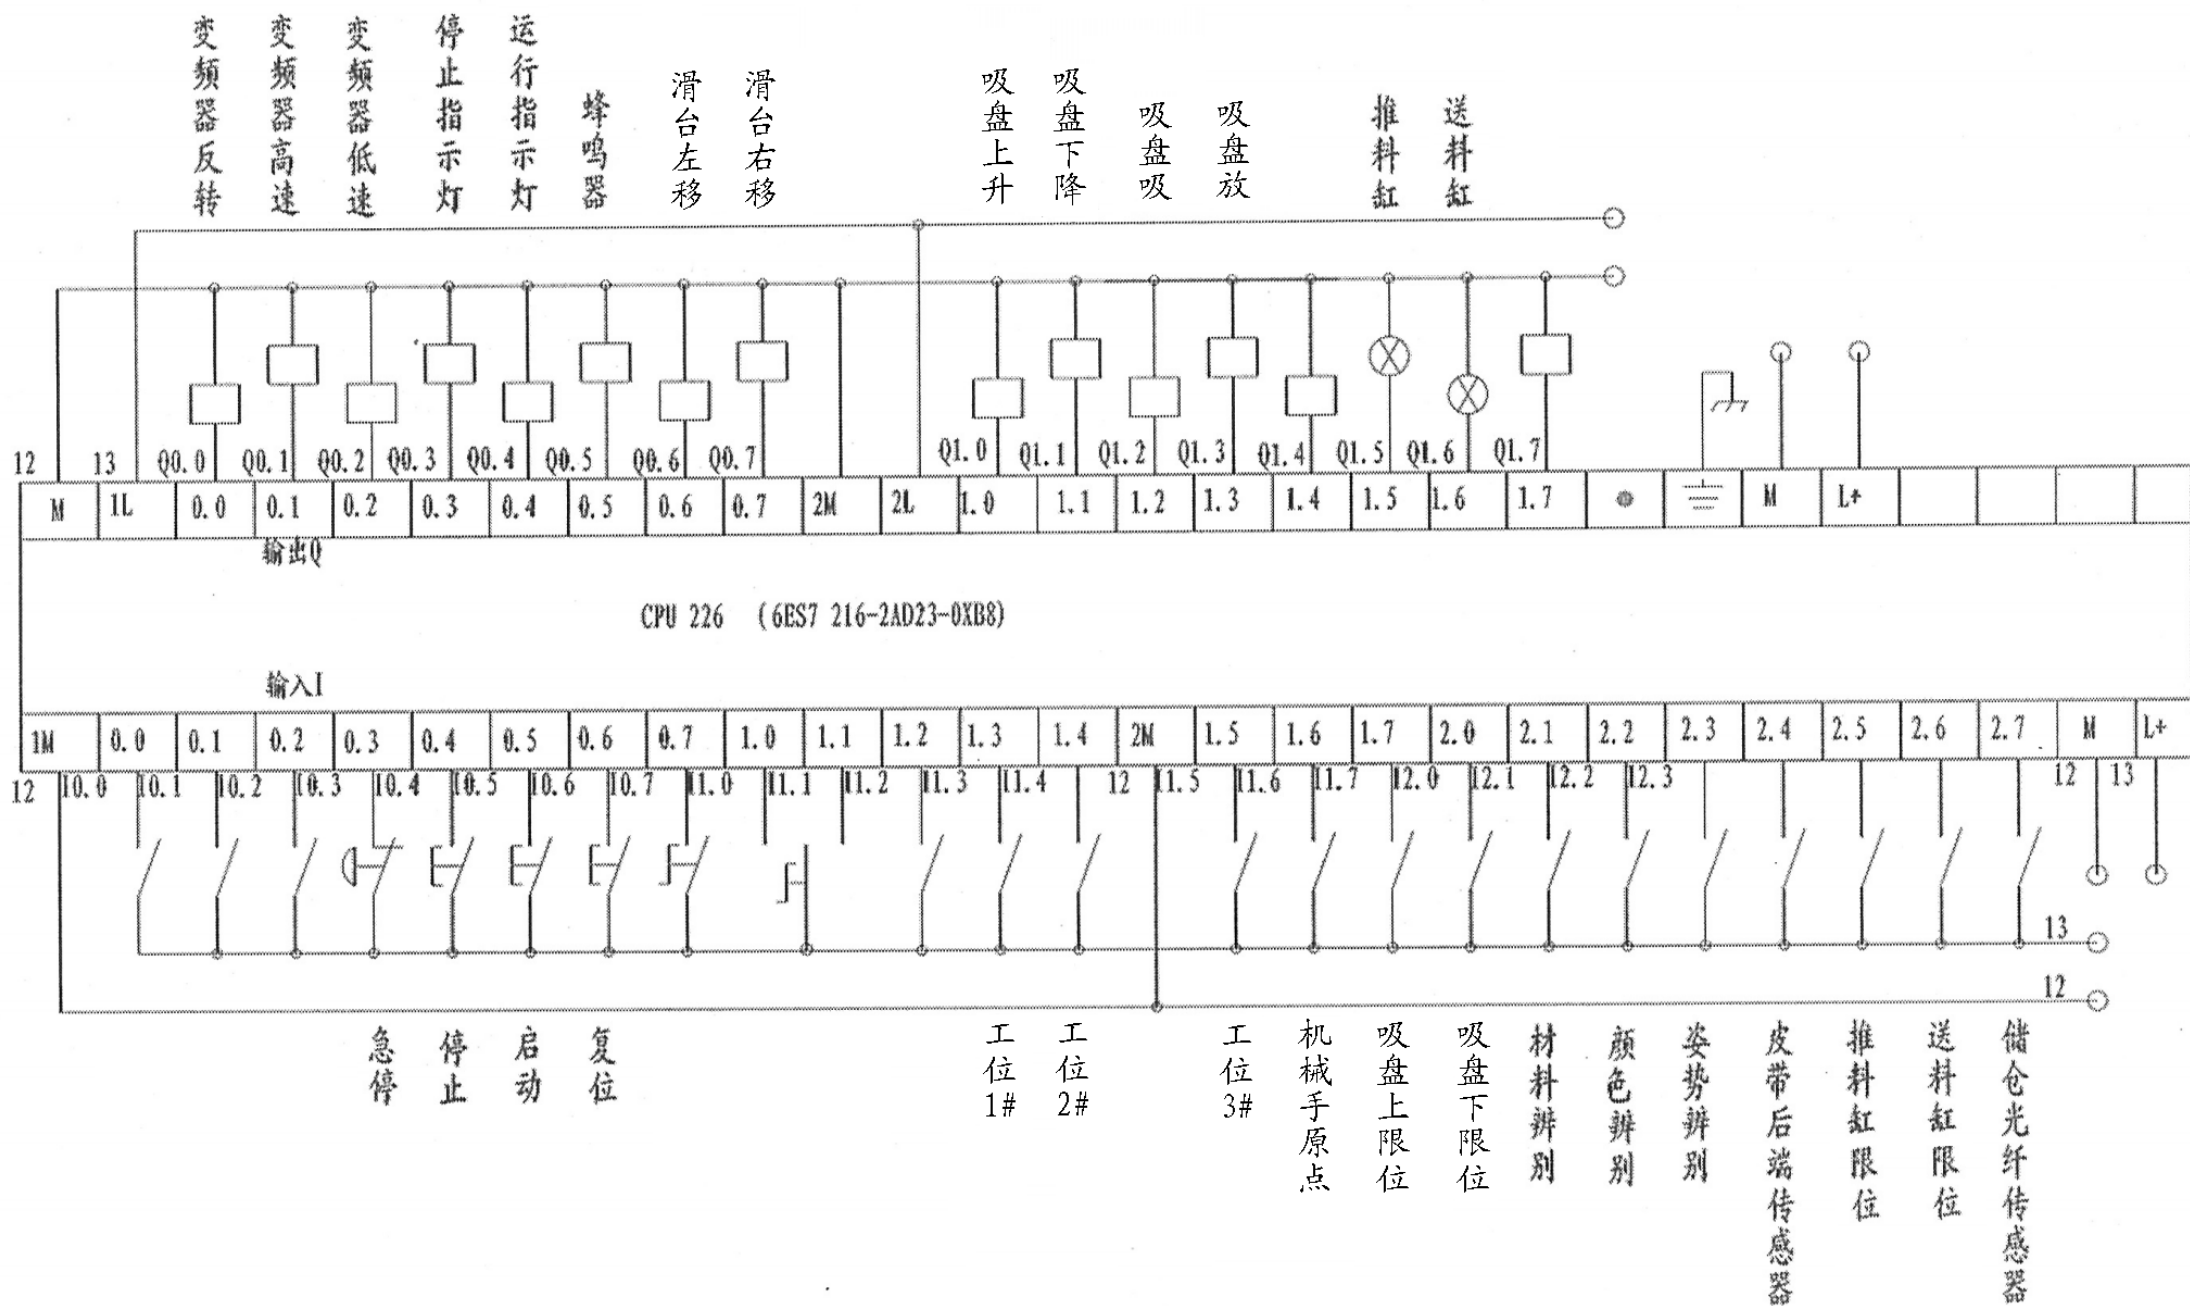 变频器反转
变频器高速
变频器低速
停止指示灯
运行指示灯
蜂鸣器
滑台左移
滑台右移
吸盘上升
吸盘下降
吸盘吸
吸盘放
推料缸
送料缸
12 13 Q0.0 Q0.1 Q0.2 Q0.3 Q0.4 Q0.5 Q0.6 Q0.7 Q1.0 Q1.1 Q1.2 Q1.3 Q1.4 Q1.5 Q1.6 Q1.7
M 1L 0.0 0.1 0.2 0.3 0.4 0.5 0.6 0.7 2M 2L 1.0 1.1 1.2 1.3 1.4 1.5 1.6 1.7 M L+
输出Q
CPU 226 (6ES7 216-2AD23-0XB8)
输入I
1M 0.0 0.1 0.2 0.3 0.4 0.5 0.6 0.7 1.0 1.1 1.2 1.3 1.4 2M 1.5 1.6 1.7 2.0 2.1 2.2 2.3 2.4 2.5 2.6 2.7 M L+
12 I0.0 I0.1 I0.2 I0.3 I0.4 I0.5 I0.6 I0.7 I1.0 I1.1 I1.2 I1.3 I1.4 12 I1.5 I1.6 I1.7 I2.0 I2.1 I2.2 I2.3 12 13
13
12
急停
停止
启动
复位
工位1#
工位2#
工位3#
机械手原点
吸盘上限位
吸盘下限位
材料辨别
颜色辨别
姿势辨别
皮带后端传感器
推料缸限位
送料缸限位
储仓光纤传感器